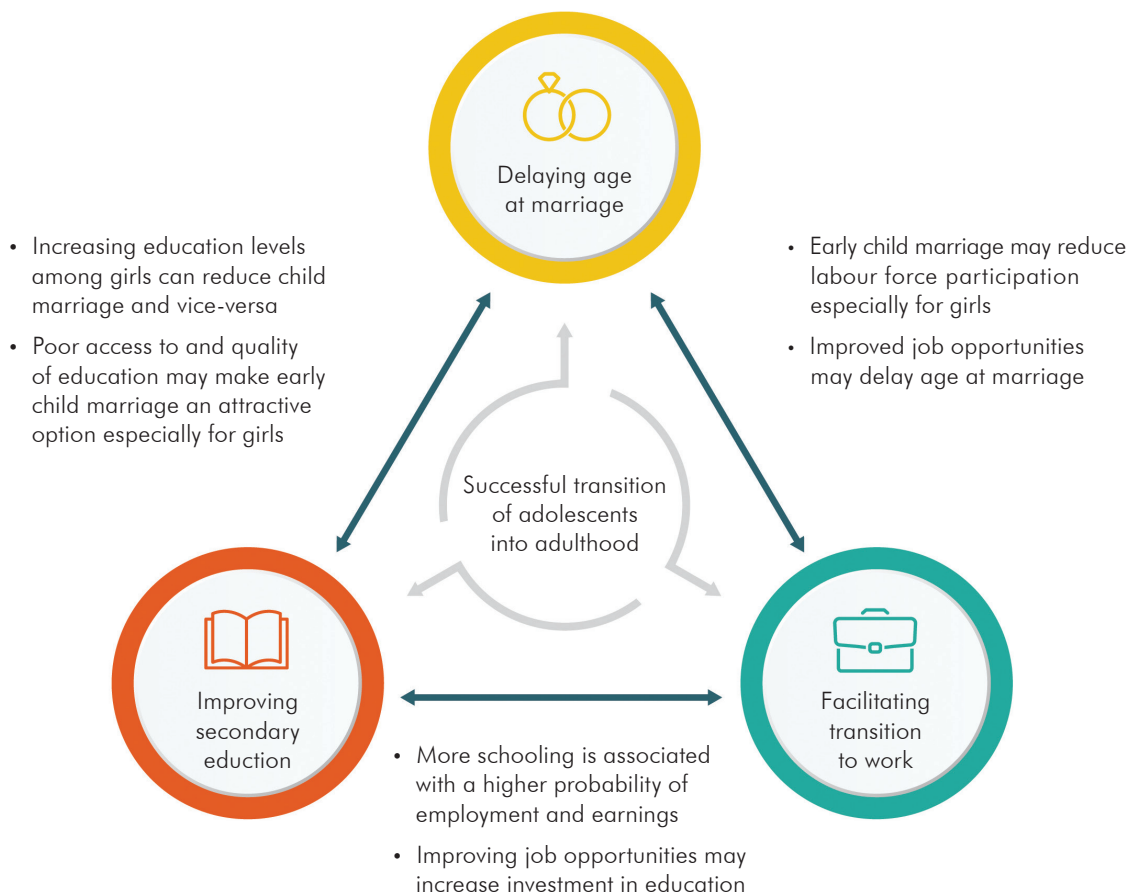 Delaying age
at marriage
• Increasing education levels
among girls can reduce child
marriage and vice-versa
• Poor access to and quality
of education may make early
child marriage an attractive
option especially for girls
• Early child marriage may reduce
labour force participation
especially for girls
• Improved job opportunities
may delay age at marriage
Successful transition
of adolescents
into adulthood
Improving
secondary
eduction
Facilitating
transition
to work
• More schooling is associated
with a higher probability of
employment and earnings
• Improving job opportunities may
increase investment in education